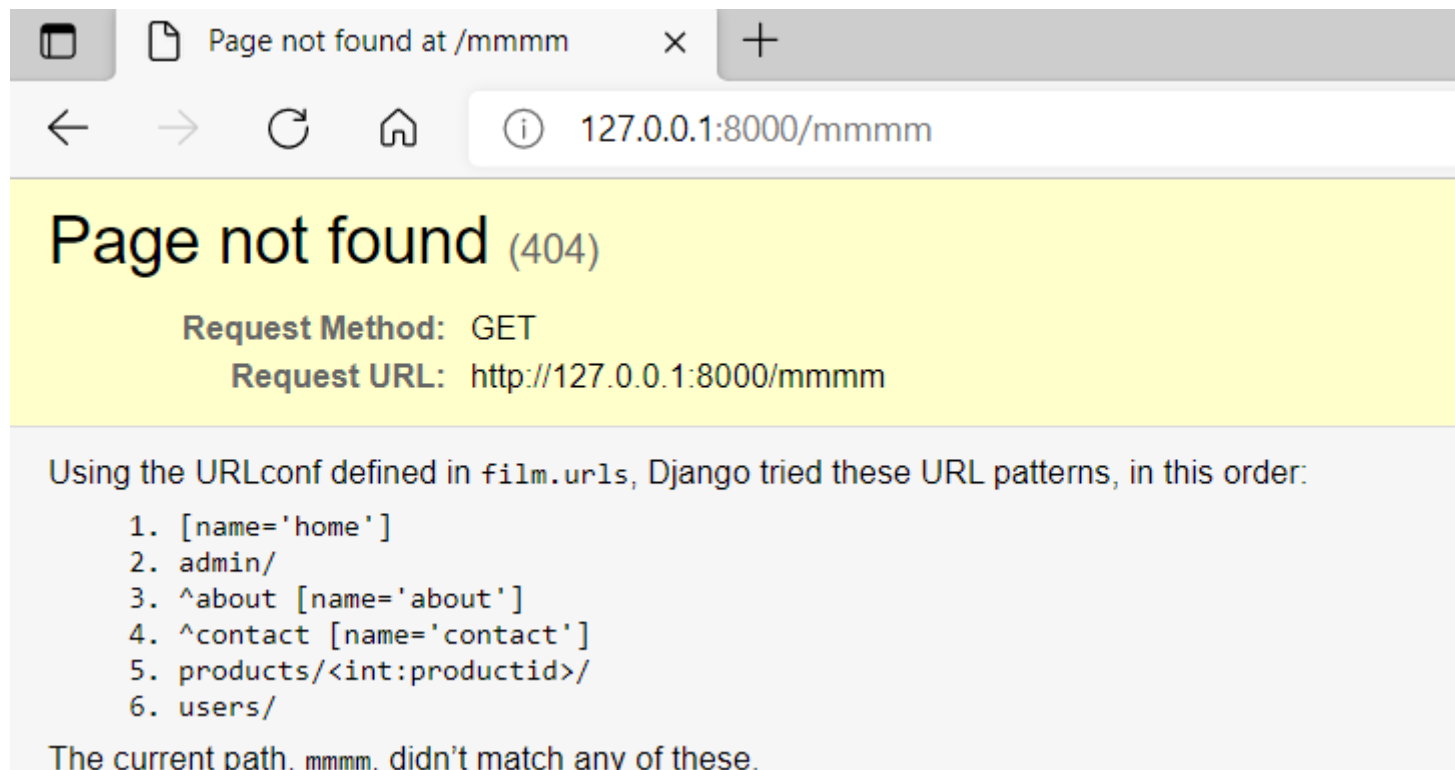 Page not found at /mmmm
127.0.0.1:8000/mmmm
Page not found (404)
Request Method: GET
Request URL: http://127.0.0.1:8000/mmmm
Using the URLconf defined in film.urls, Django tried these URL patterns, in this order:
1. [name='home']
2. admin/
3. ^about [name='about']
4. ^contact [name='contact']
5. products/<int:productid>/
6. users/
The current path, mmmm, didn’t match any of these.